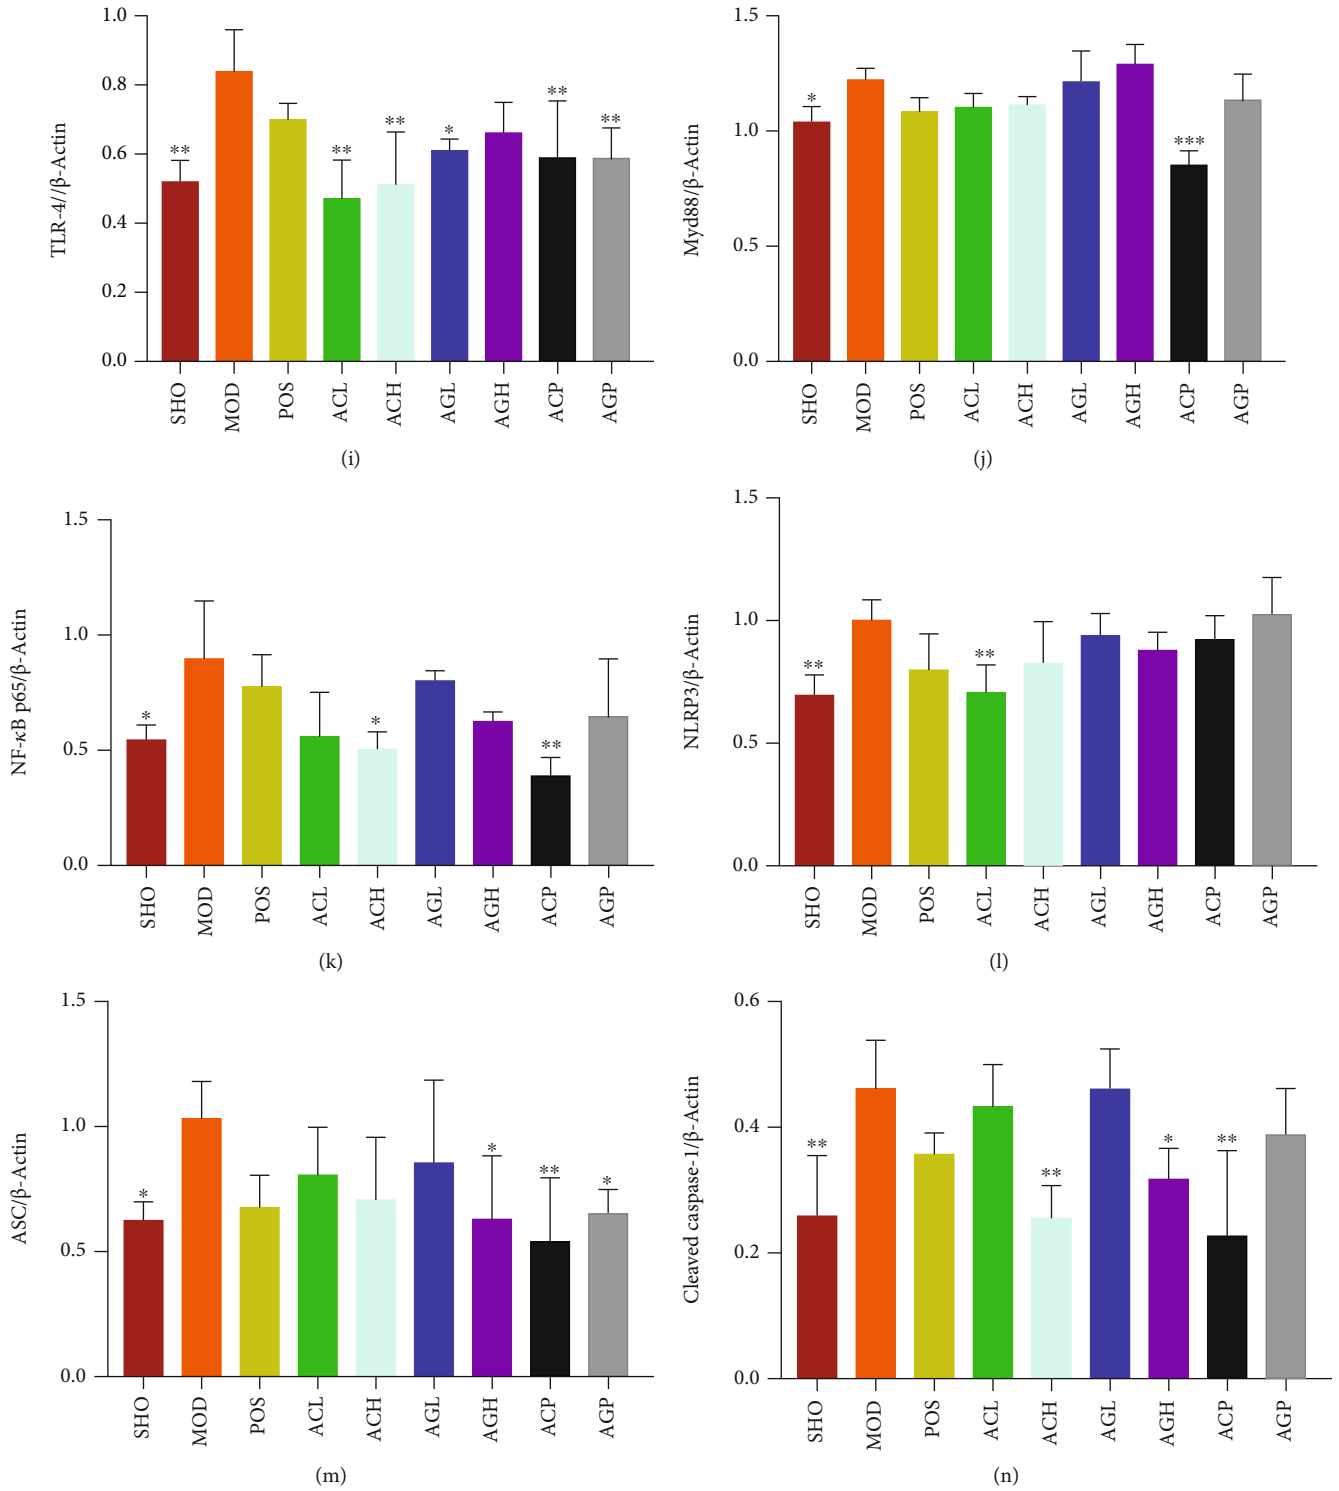 TLR-4//β-Actin
1.0
0.8
0.6
0.4
0.2
0.0
**
**
**
*
**
**
SHO
MOD
POS
ACL
ACH
AGL
AGH
ACP
AGP
(i)
Myd88/β-Actin
1.5
1.0
0.5
0.0
*
***
SHO
MOD
POS
ACL
ACH
AGL
AGH
ACP
AGP
(j)
NF-κB p65/β-Actin
1.5
1.0
0.5
0.0
*
*
**
SHO
MOD
POS
ACL
ACH
AGL
AGH
ACP
AGP
(k)
NLRP3/β-Actin
1.5
1.0
0.5
0.0
**
**
SHO
MOD
POS
ACL
ACH
AGL
AGH
ACP
AGP
(l)
ASC/β-Actin
1.5
1.0
0.5
0.0
*
*
**
*
SHO
MOD
POS
ACL
ACH
AGL
AGH
ACP
AGP
(m)
Cleaved caspase-1/β-Actin
0.6
0.4
0.2
0.0
**
**
*
**
SHO
MOD
POS
ACL
ACH
AGL
AGH
ACP
AGP
(n)